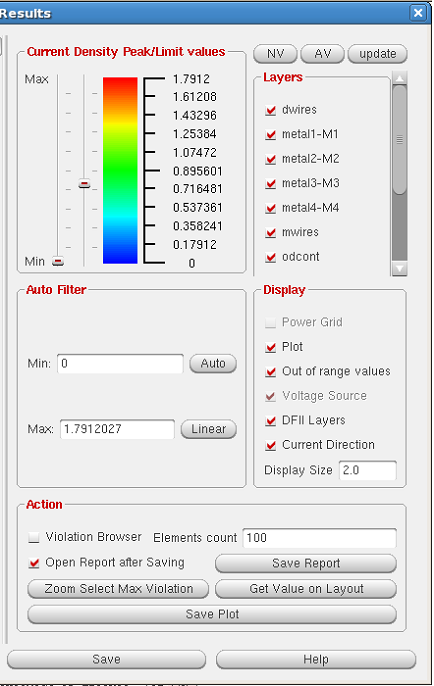 Results
Current Density Peak/Limit values
NV AV update
Max
1.7912
1.61208
1.43296
1.25384
1.07472
0.895601
0.716481
0.537361
0.358241
0.17912
Min
0
Layers
dwires
metal1-M1
metal2-M2
metal3-M3
metal4-M4
mwires
odcont
Auto Filter
Min: 0 Auto
Max: 1.7912027 Linear
Display
Power Grid
Plot
Out of range values
Voltage Source
DFII Layers
Current Direction
Display Size 2.0
Action
Violation Browser Elements count 100
Open Report after Saving Save Report
Zoom Select Max Violation Get Value on Layout
Save Plot
Save Help